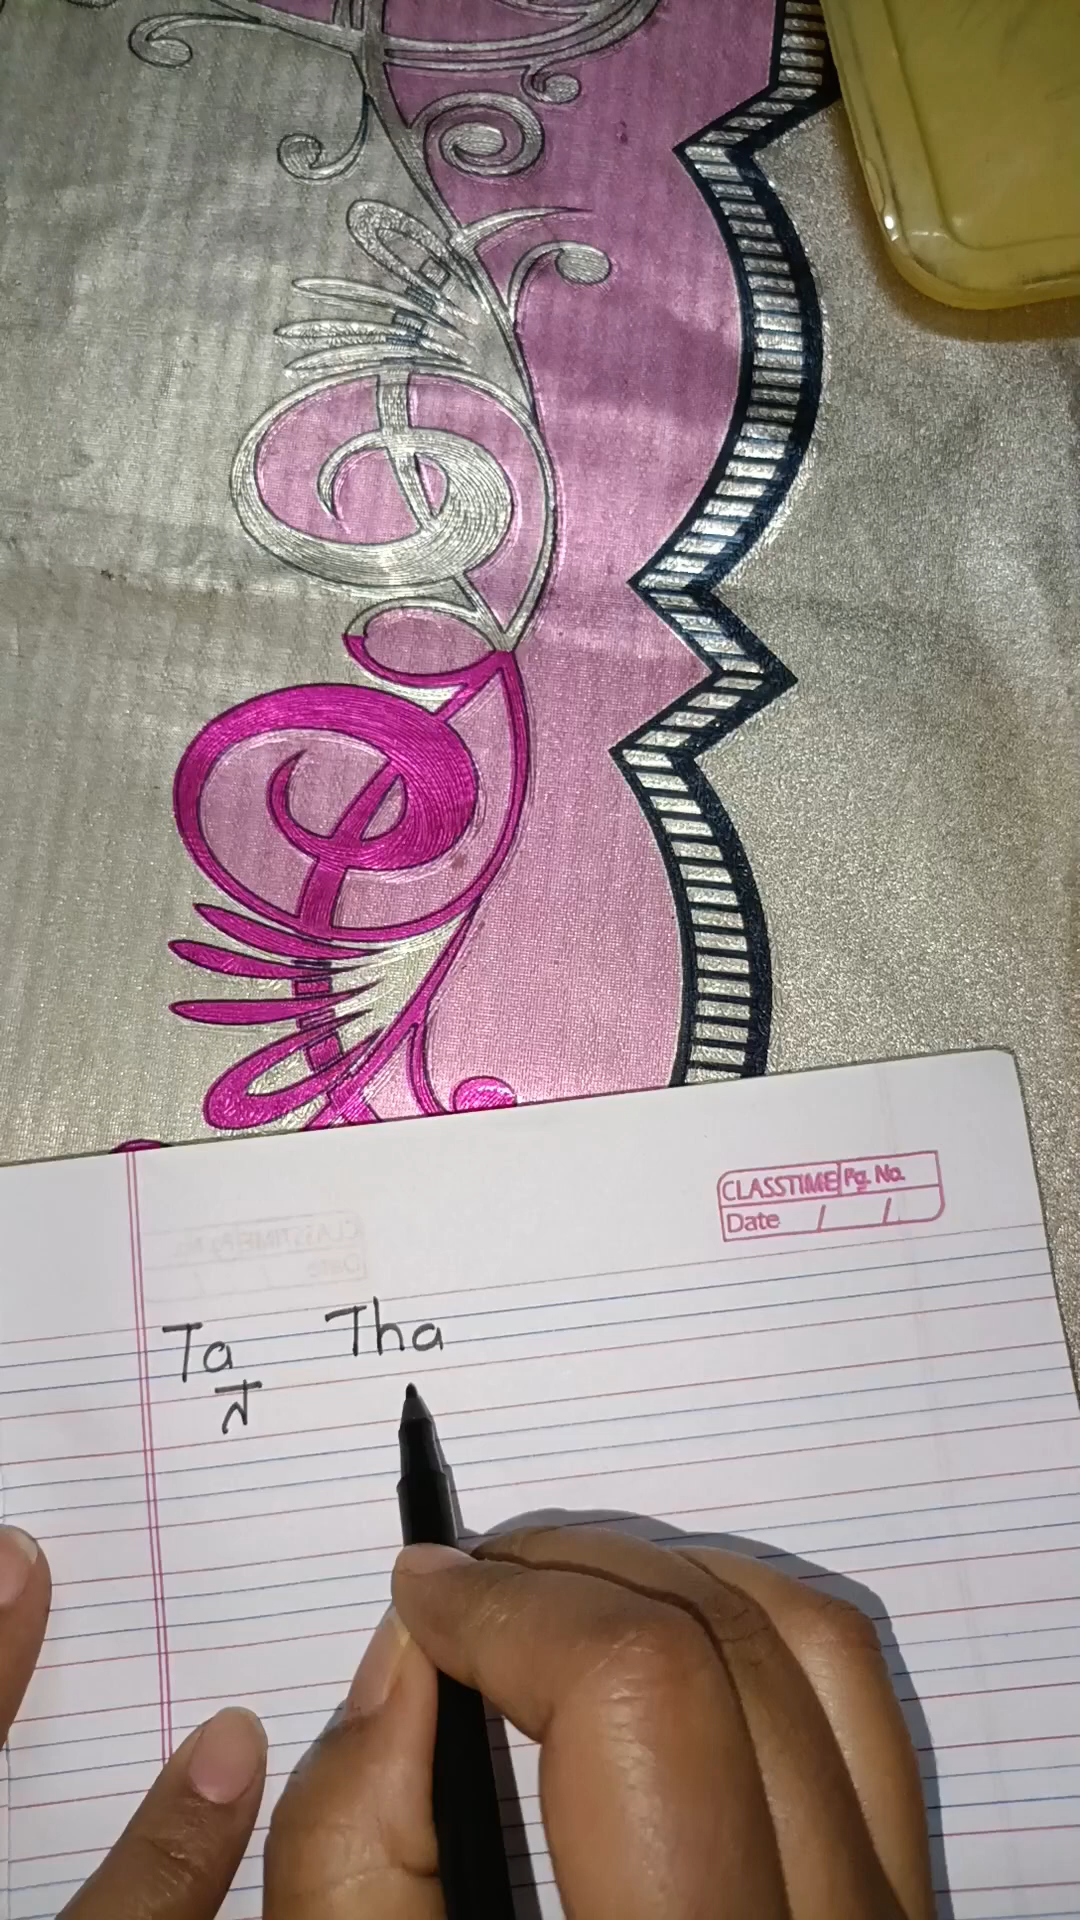 CLASSTIME Pg. No.
Date / /
Ta Tha
त